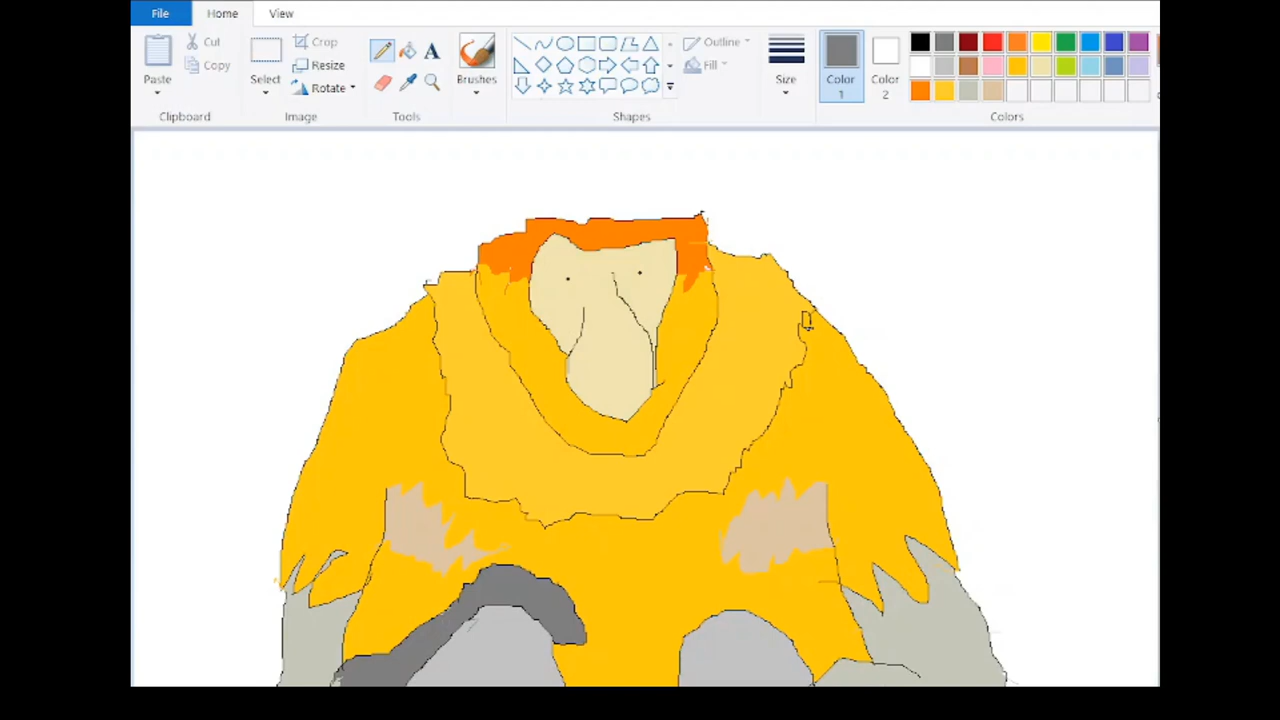 File Home View
Cut Crop Outline
Resize
Copy Fill
Paste Select Rotate Brushes Size Color Color
1 2
Clipboard Image Tools Shapes Colors